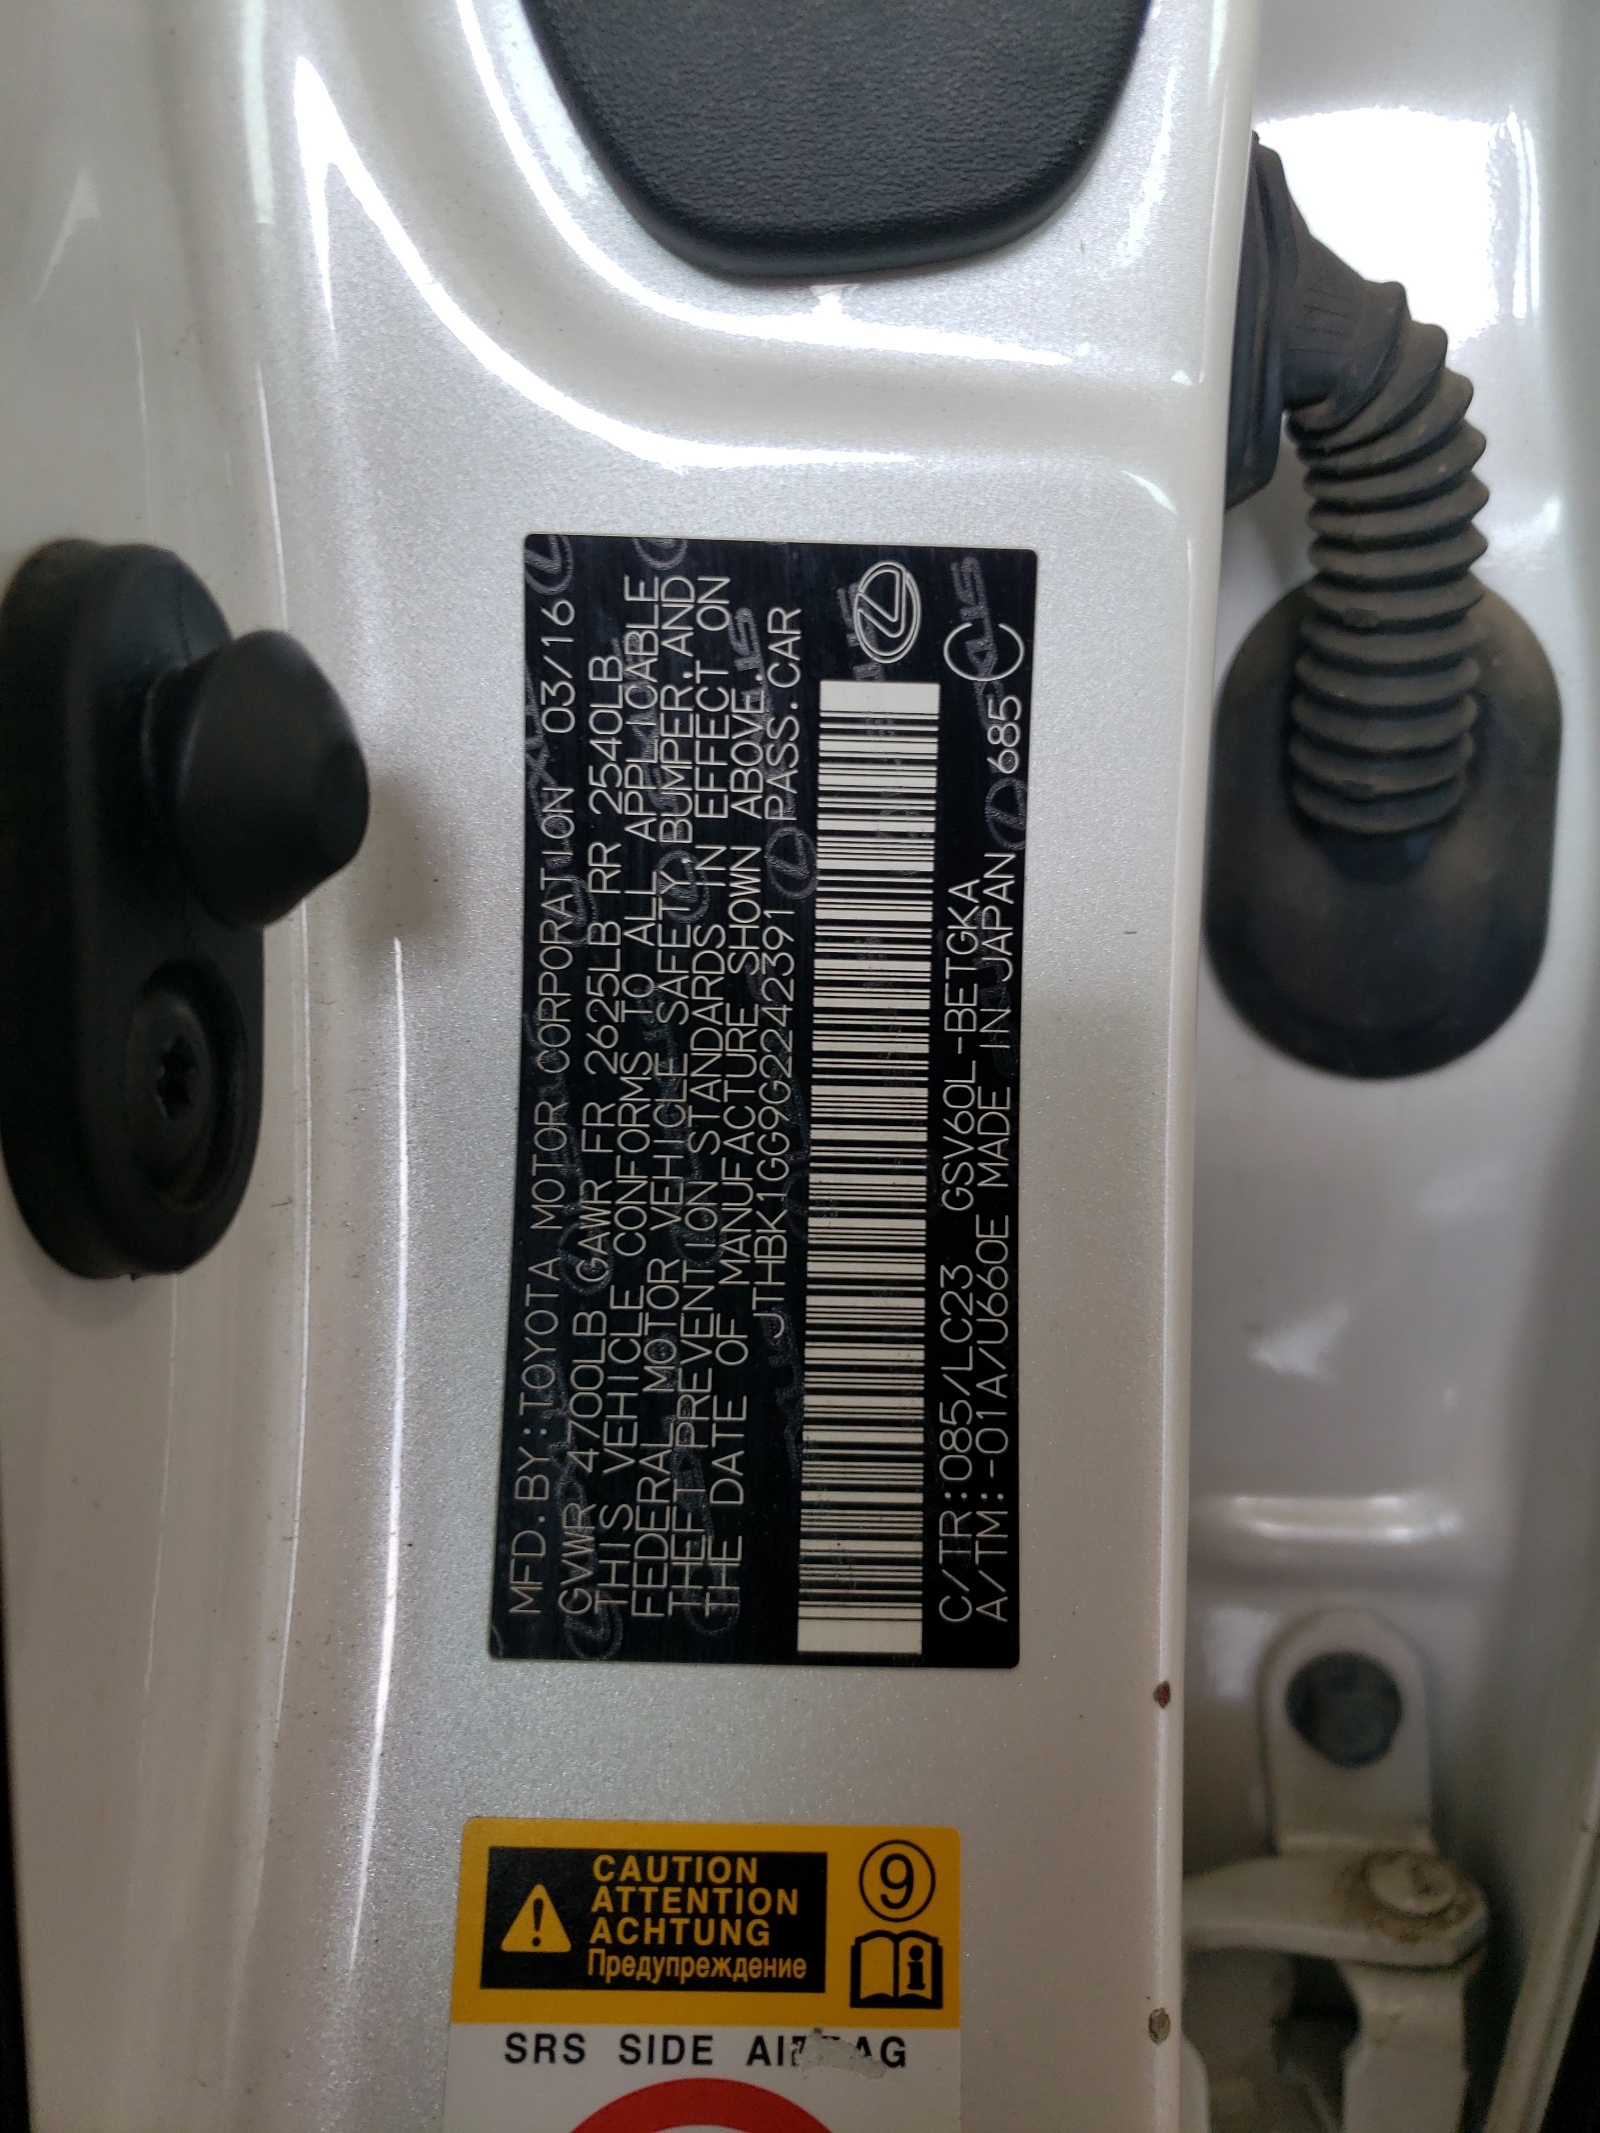 MFD.BY:TOYOTA MOTOR CORPORATION 03/16
GVWR 4700LB GAWR FR 2625LB RR 2540LB
THIS VEHICLE CONFORMS TO ALL APPLICABLE
FEDERAL MOTOR VEHICLE SAFETY, BUMPER, AND
THEFT PREVENTION STANDARDS IN EFFECT ON
THE DATE OF MANUFACTURE SHOWN ABOVE.
JTHBK1GG9G2242391 PASS.CAR
C/TR:085/LC23 GSV60L-BETGKA
A/TM:-01A/U660E MADE IN JAPAN 685
CAUTION
ATTENTION
ACHTUNG
Предупреждение
9
i
SRS SIDE AIRBAG